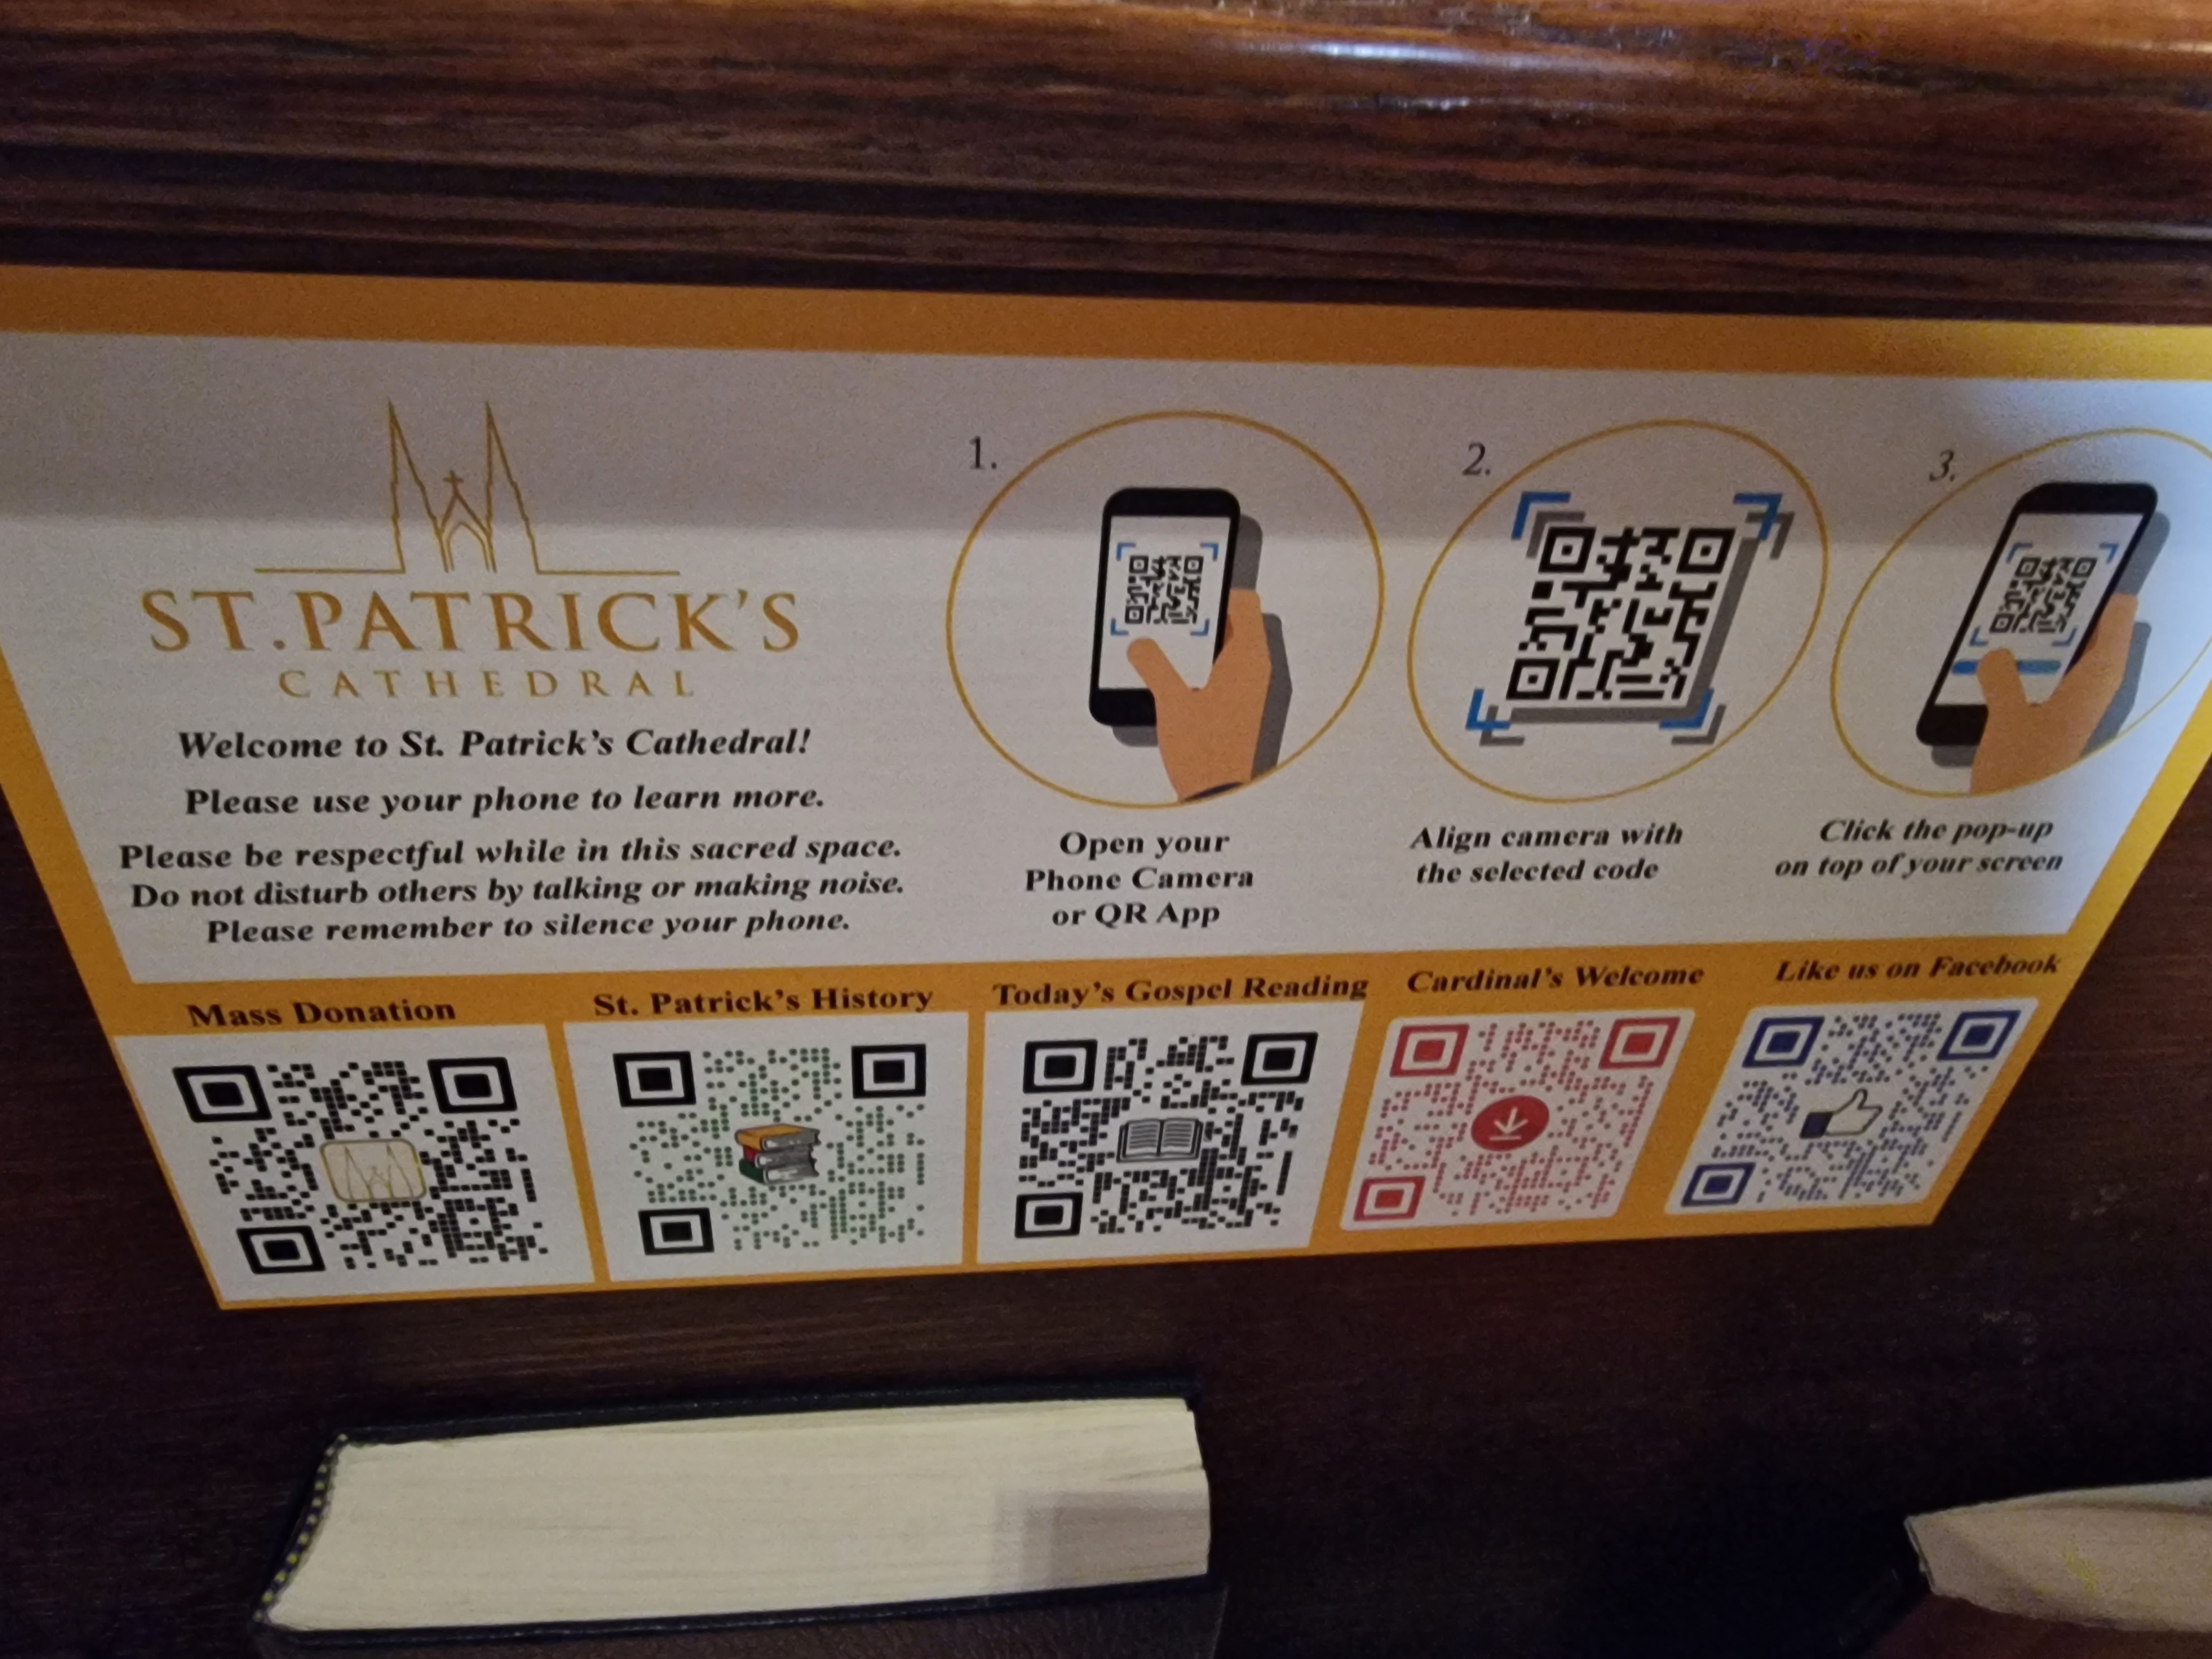 ST.PATRICK'S
CATHEDRAL
Welcome to St. Patrick's Cathedral!
Please use your phone to learn more.
Please be respectful while in this sacred space.
Do not disturb others by talking or making noise.
Please remember to silence your phone.
1.
Open your
Phone Camera
or QR App
2.
Align camera with
the selected code
3.
Click the pop-up
on top of your screen
Mass Donation
St. Patrick's History
Today's Gospel Reading
Cardinal's Welcome
Like us on Facebook